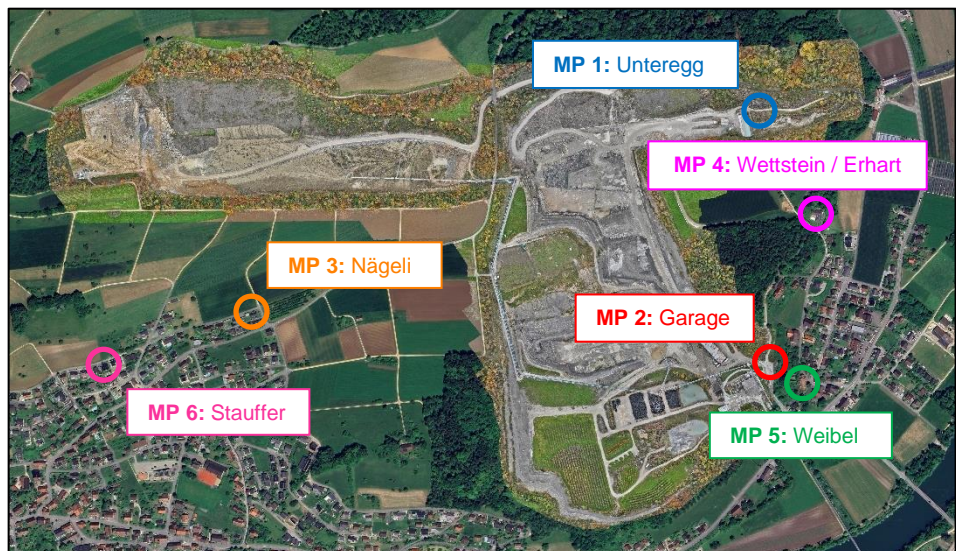 MP 1: Unteregg
MP 4: Wettstein / Erhart
MP 3: Nägeli
MP 2: Garage
MP 6: Stauffer
MP 5: Weibel